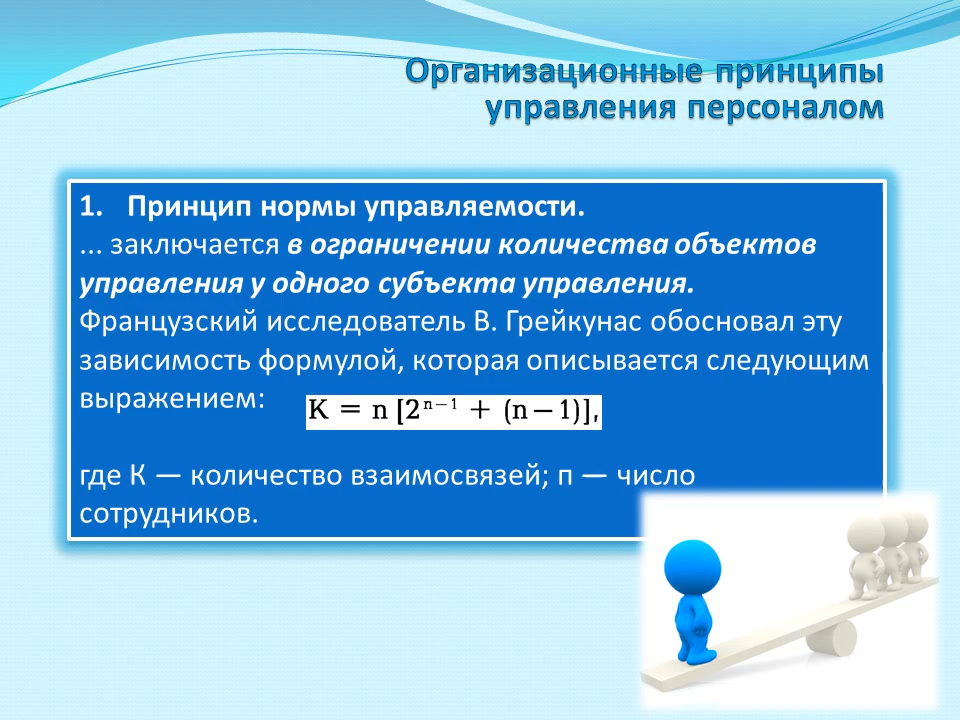 Организационные принципы
управления персоналом
1. Принцип нормы управляемости.
... заключается в ограничении количества объектов
управления у одного субъекта управления.
Французский исследователь В. Грейкунас обосновал эту
зависимость формулой, которая описывается следующим
выражением:
K = n [2ⁿ⁻¹ + (n – 1)],
где К — количество взаимосвязей; п — число
сотрудников.